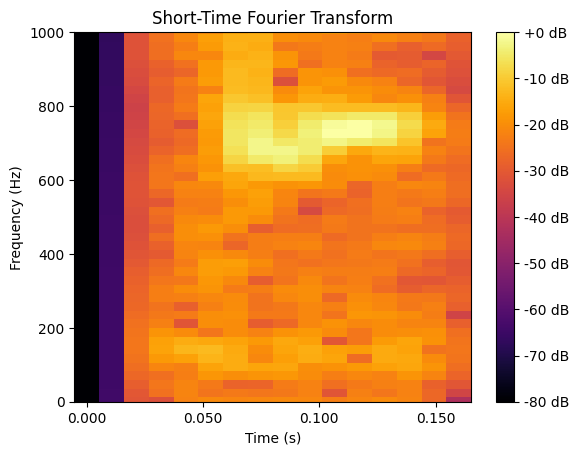 Short-Time Fourier Transform
1000
800
600
400
200
0
Frequency (Hz)
0.000
0.050
0.100
0.150
Time (s)
+0 dB
-10 dB
-20 dB
-30 dB
-40 dB
-50 dB
-60 dB
-70 dB
-80 dB